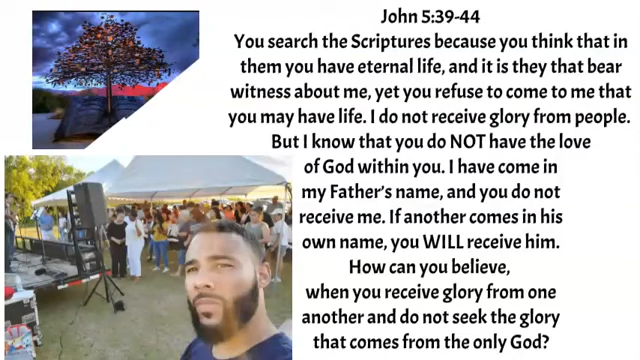 John 5:39-44
You search the Scriptures because you think that in
them you have eternal life, and it is they that bear
witness about me, yet you refuse to come to me that
you may have life. I do not receive glory from people.
But I know that you do NOT have the love
of God within you. I have come in
my Father's name, and you do not
receive me. If another comes in his
own name, you WILL receive him.
How can you believe,
when you receive glory from one
another and do not seek the glory
that comes from the only God?